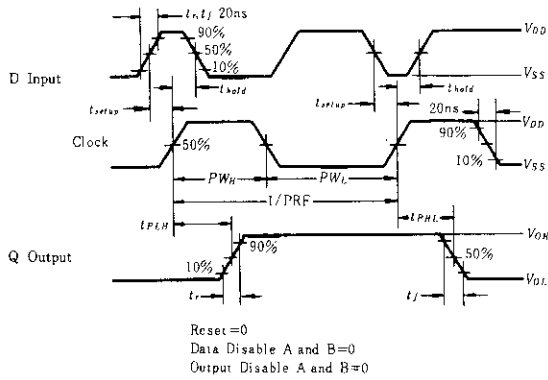 tr, tf 20ns
90%
50%
10%
VDD
VSS
D Input
thold
tsetup
tsetup
thold
20ns
VDD
90%
10%
VSS
Clock
50%
PWH
PWL
1/PRF
tPLH
tPHL
Q Output
90%
10%
VOH
50%
VOL
tr
tf
Reset=0
Data Disable A and B=0
Output Disable A and B=0